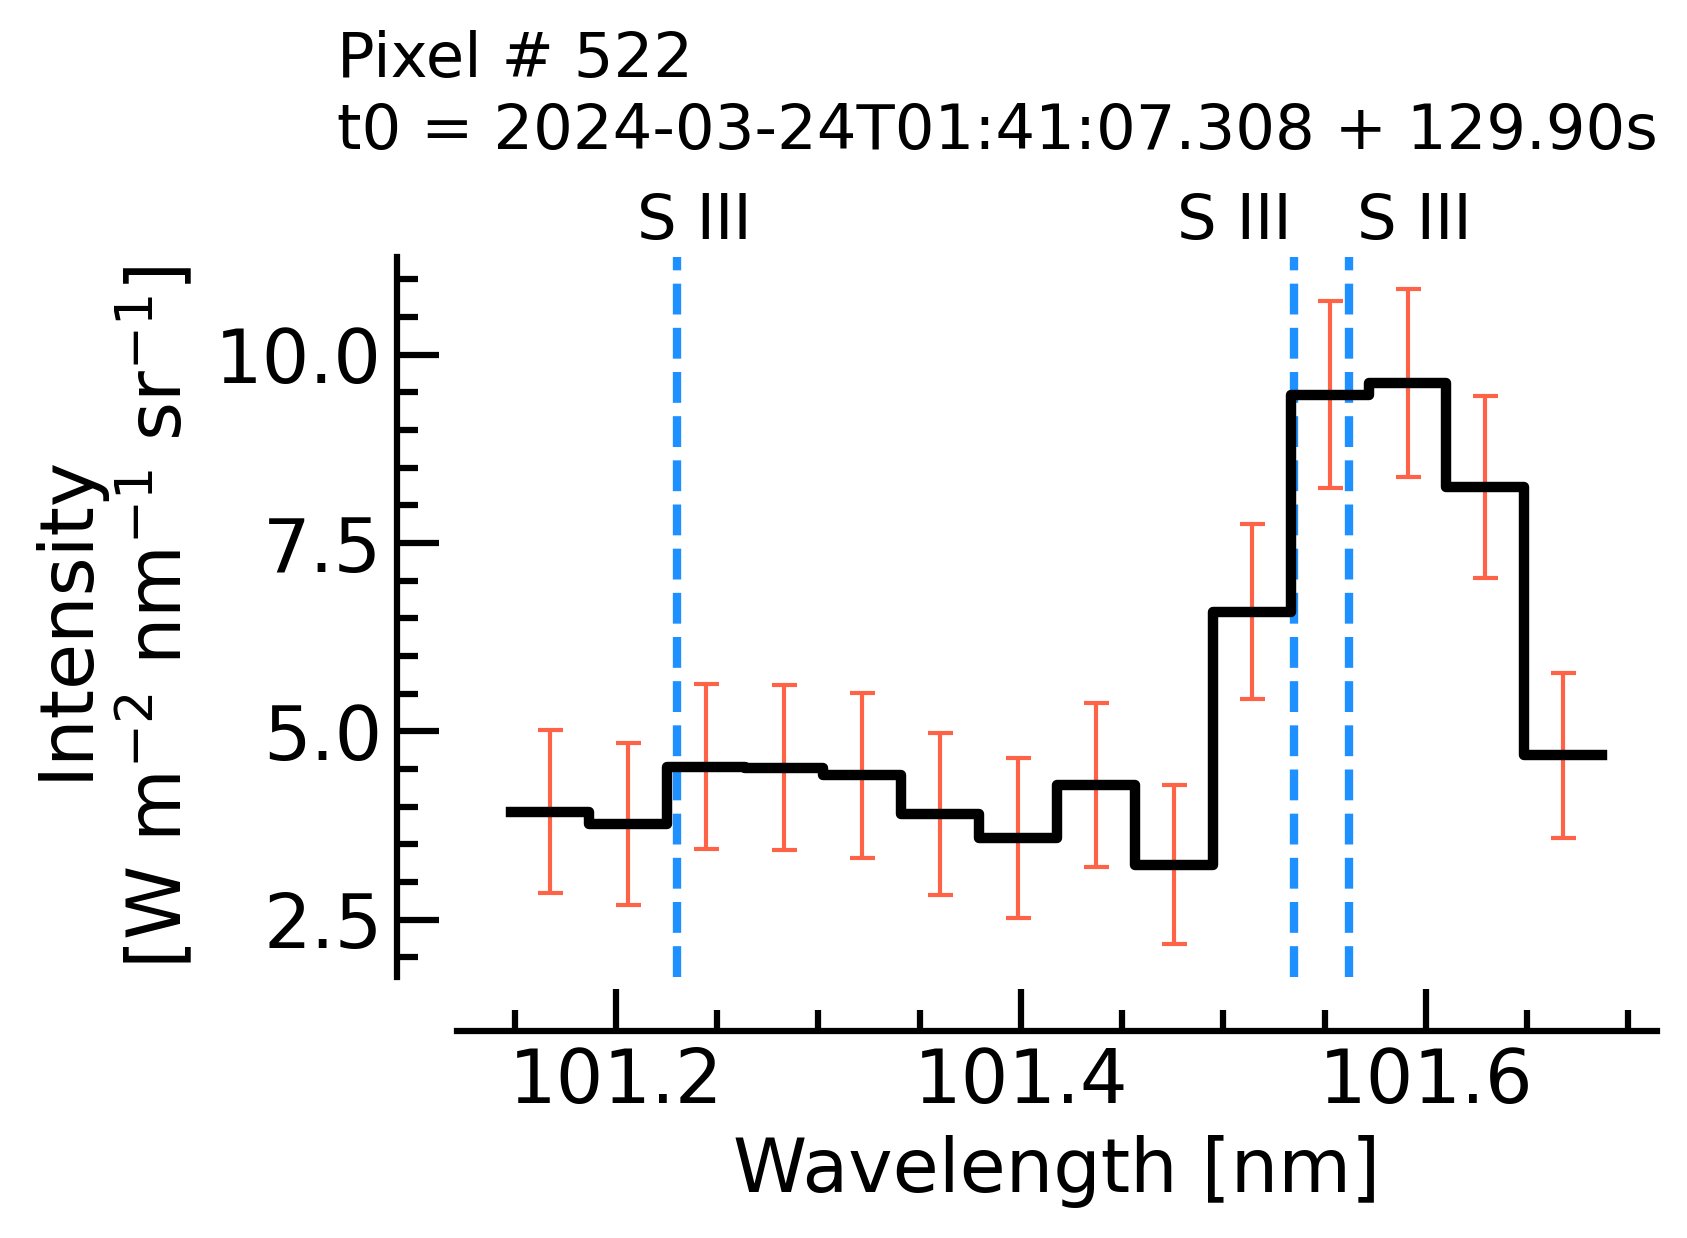 Pixel # 522
t0 = 2024-03-24T01:41:07.308 + 129.90s
S III S III S III
Intensity
[W m⁻² nm⁻¹ sr⁻¹]
10.0
7.5
5.0
2.5
101.2 101.4 101.6
Wavelength [nm]